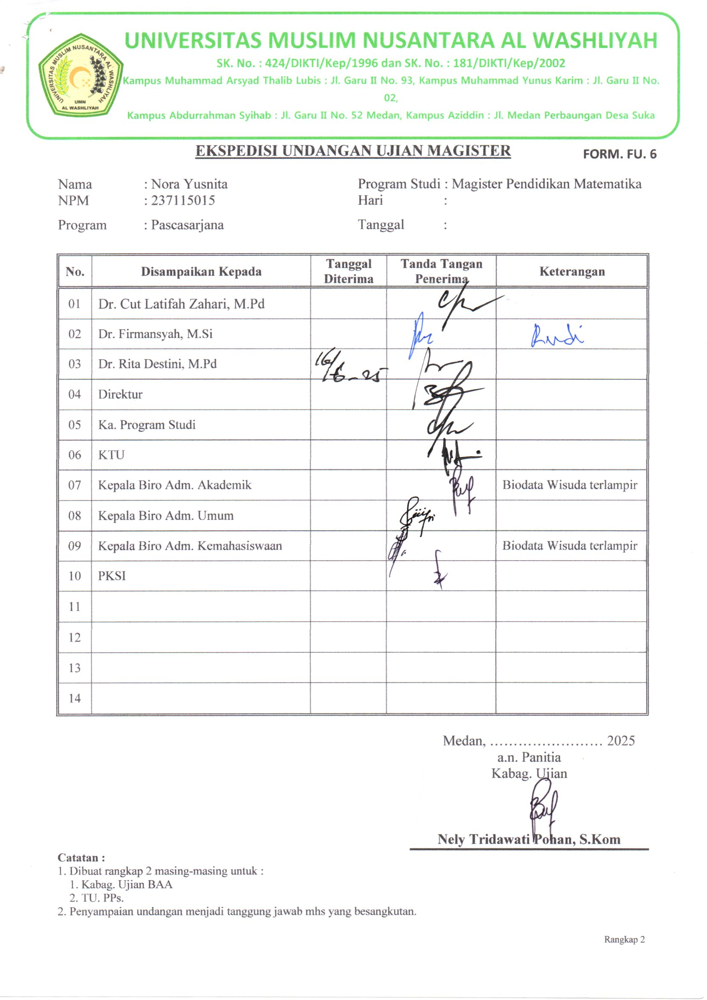 UNIVERSITAS MUSLIM NUSANTARA AL WASHLIYAH
UNIVERSITAS MUSLIM NUSANTARA AL WASHLIYAH
UMN
AL WASHLIYAH
SK. No. : 424/DIKTI/Kep/1996 dan SK. No. : 181/DIKTI/Kep/2002
Kampus Muhammad Arsyad Thalib Lubis : Jl. Garu II No. 93, Kampus Muhammad Yunus Karim : Jl. Garu II No.
02,
Kampus Abdurrahman Syihab : Jl. Garu II No. 52 Medan, Kampus Aziddin : Jl. Medan Perbaungan Desa Suka
EKSPEDISI UNDANGAN UJIAN MAGISTER FORM. FU. 6
Nama : Nora Yusnita Program Studi : Magister Pendidikan Matematika
NPM : 237115015 Hari :
Program : Pascasarjana Tanggal :
No. Disampaikan Kepada Tanggal Diterima Tanda Tangan Penerima Keterangan
01 Dr. Cut Latifah Zahari, M.Pd
02 Dr. Firmansyah, M.Si Rudi
03 Dr. Rita Destini, M.Pd 16/6-25
04 Direktur
05 Ka. Program Studi
06 KTU
07 Kepala Biro Adm. Akademik Biodata Wisuda terlampir
08 Kepala Biro Adm. Umum
09 Kepala Biro Adm. Kemahasiswaan Biodata Wisuda terlampir
10 PKSI
11
12
13
14
Medan, ........................ 2025
a.n. Panitia
Kabag. Ujian
Nely Tridawati Pohan, S.Kom
Catatan :
1. Dibuat rangkap 2 masing-masing untuk :
1. Kabag. Ujian BAA
2. TU. PPs.
2. Penyampaian undangan menjadi tanggung jawab mhs yang besangkutan.
Rangkap 2